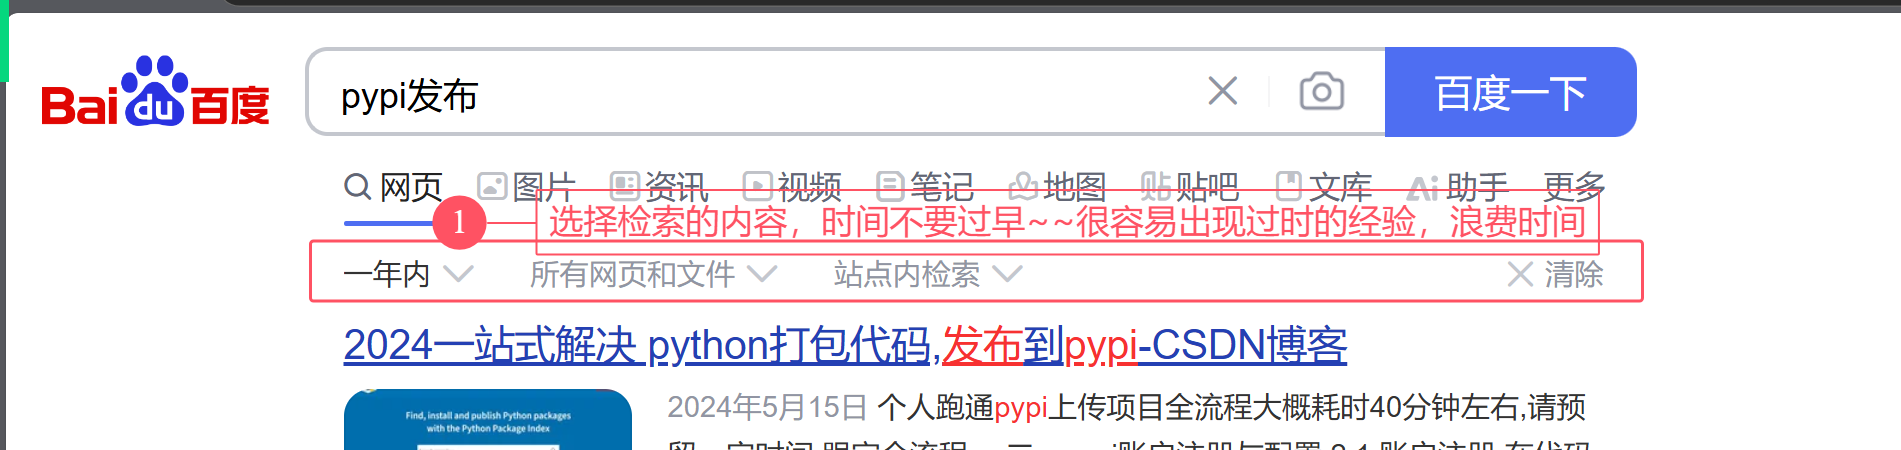 Bai du 百度
pypi发布
百度一下
网页 图片 资讯 视频 笔记 地图 贴吧 文库 助手 更多
1 选择检索的内容，时间不要过早~~很容易出现过时的经验，浪费时间
一年内 所有网页和文件 站点内检索 清除
2024一站式解决 python打包代码,发布到pypi-CSDN博客
Find, install and publish Python packages
with the Python Package Index
2024年5月15日 个人跑通pypi上传项目全流程大概耗时40分钟左右,请预